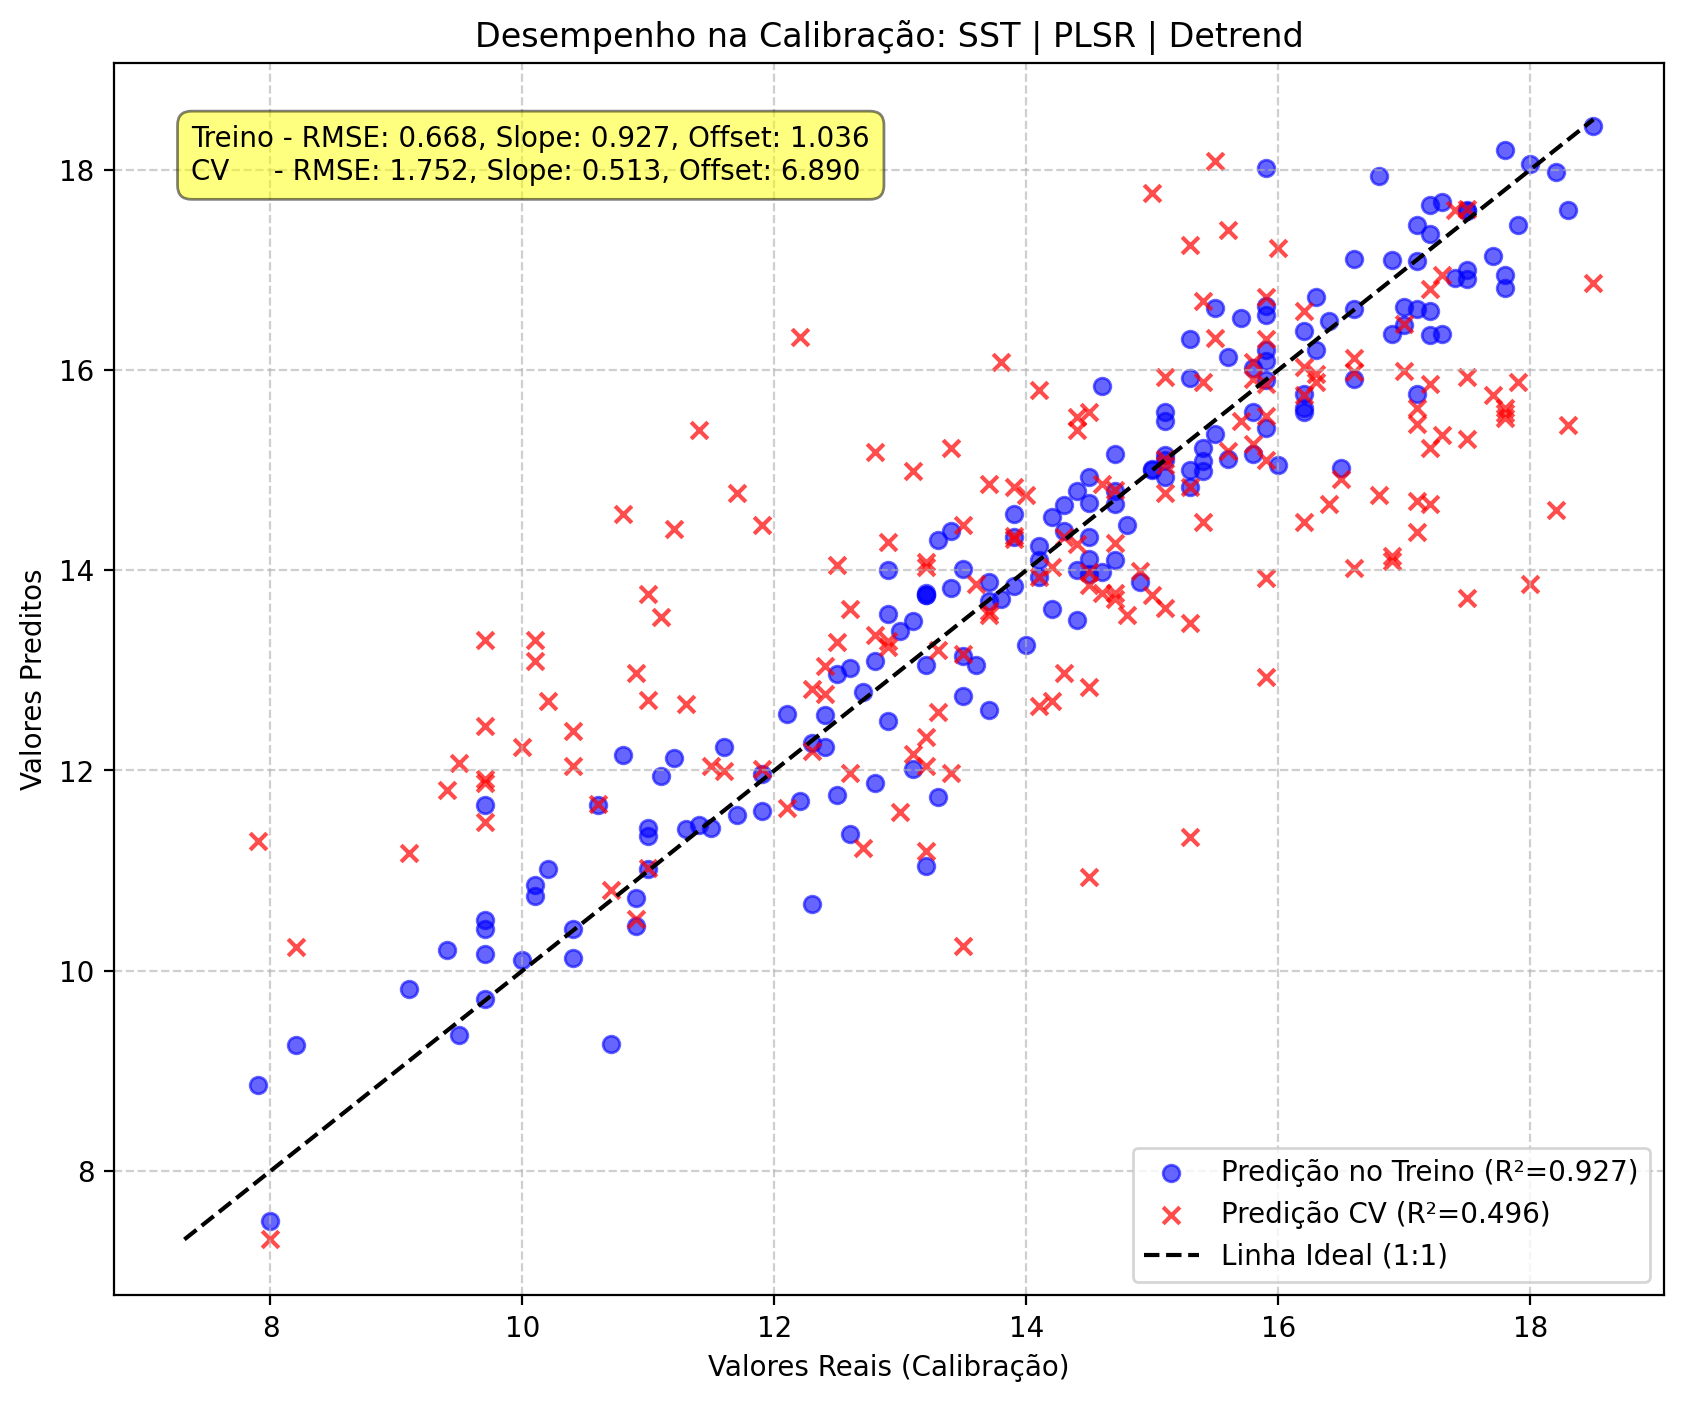 Desempenho na Calibração: SST | PLSR | Detrend
Treino - RMSE: 0.668, Slope: 0.927, Offset: 1.036
CV - RMSE: 1.752, Slope: 0.513, Offset: 6.890
Valores Preditos
18
16
14
12
10
8
Predição no Treino (R²=0.927)
Predição CV (R²=0.496)
Linha Ideal (1:1)
8 10 12 14 16 18
Valores Reais (Calibração)